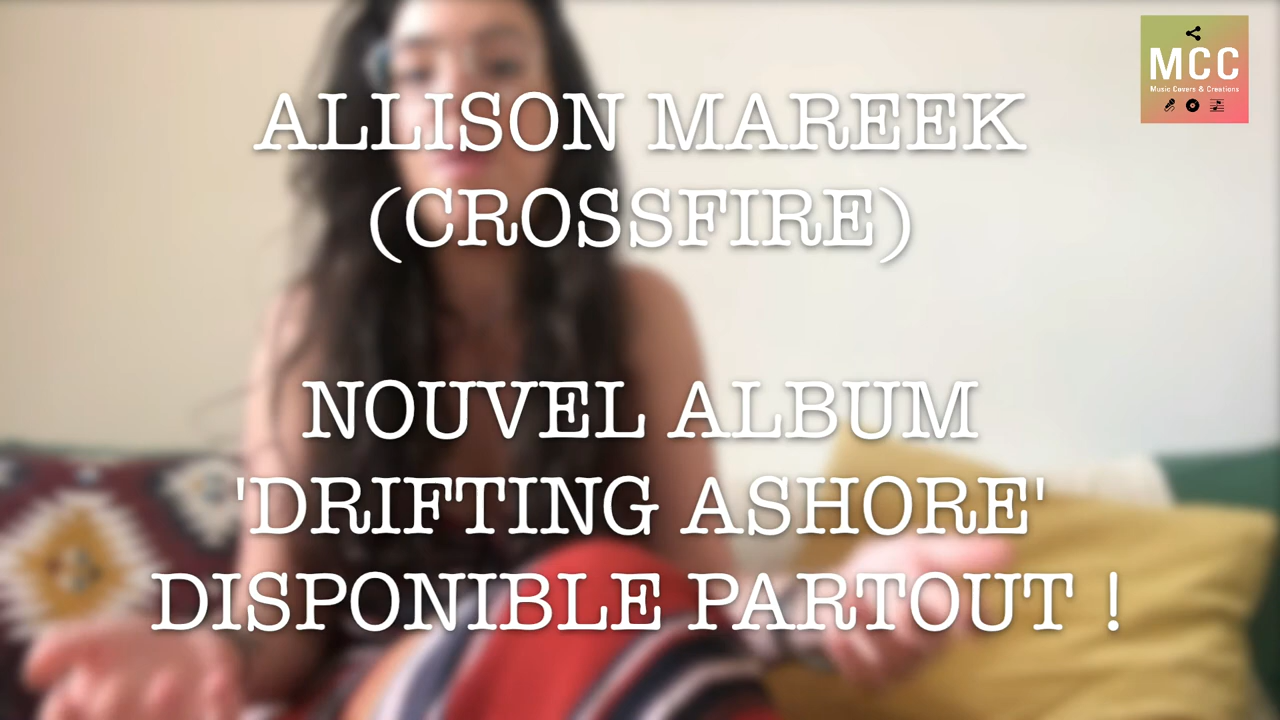 MCC
Music Covers & Creations
ALLISON MAREEK
(CROSSFIRE)
NOUVEL ALBUM
'DRIFTING ASHORE'
DISPONIBLE PARTOUT !